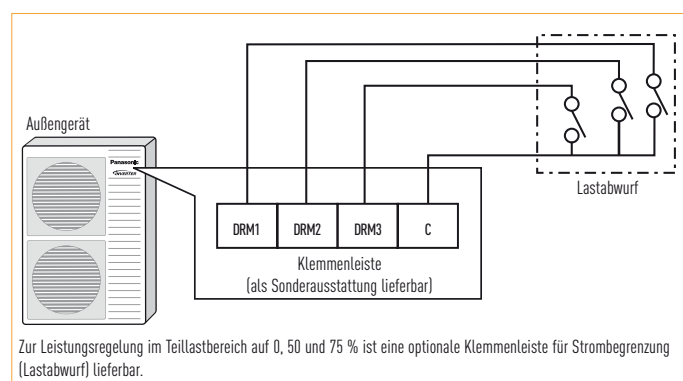 Außengerät
Panasonic
INVERTER
DRM1 DRM2 DRM3 C
Klemmenleiste
(als Sonderausstattung lieferbar)
Lastabwurf
Zur Leistungsregelung im Teillastbereich auf 0, 50 und 75 % ist eine optionale Klemmenleiste für Strombegrenzung
(Lastabwurf) lieferbar.